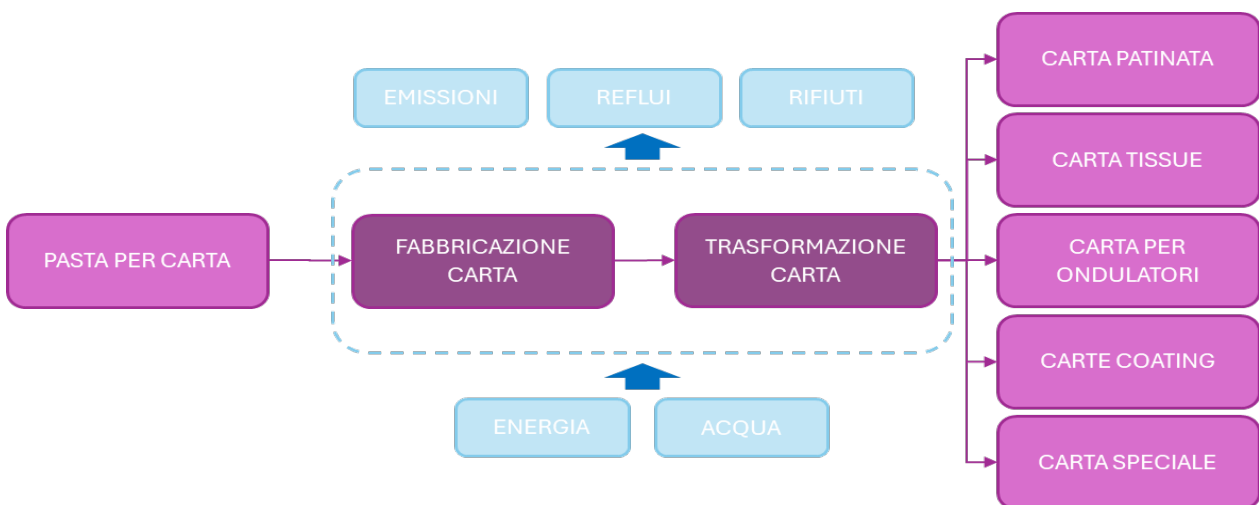 EMISSIONI
REFLUI
RIFIUTI
PASTA PER CARTA
FABBRICAZIONE
CARTA
TRASFORMAZIONE
CARTA
ENERGIA
ACQUA
CARTA PATINATA
CARTA TISSUE
CARTA PER
ONDULATORI
CARTE COATING
CARTA SPECIALE